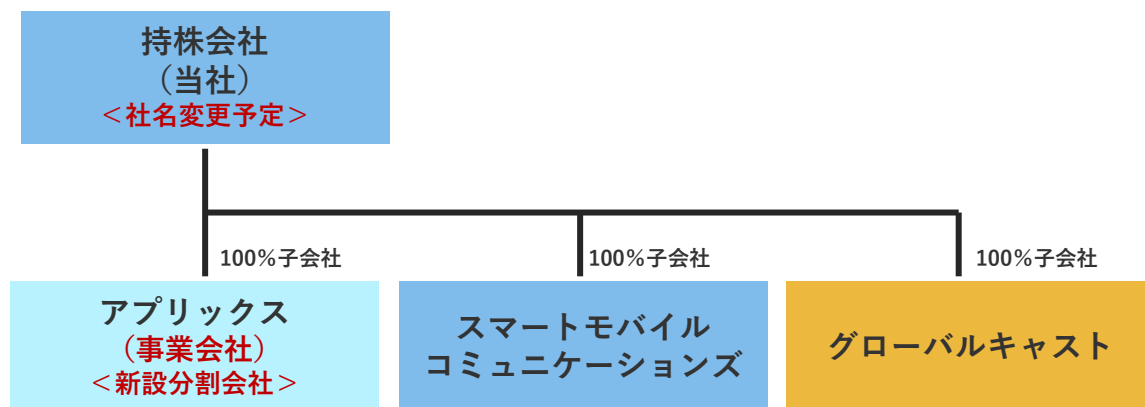 持株会社
（当社）
＜社名変更予定＞
100%子会社
100%子会社
100%子会社
アプリックス
（事業会社）
＜新設分割会社＞
スマートモバイル
コミュニケーションズ
グローバルキャスト